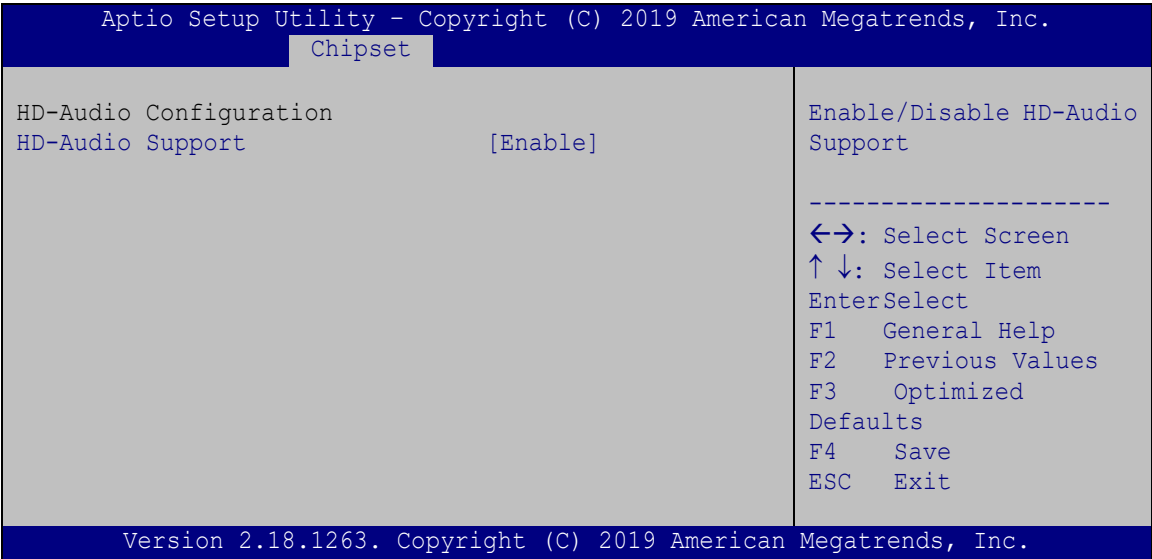 Aptio Setup Utility – Copyright (C) 2019 American Megatrends, Inc.
Chipset
HD-Audio Configuration
HD-Audio Support [Enable]
Enable/Disable HD-Audio
Support
---------------------
←→: Select Screen
↑ ↓: Select Item
EnterSelect
F1 General Help
F2 Previous Values
F3 Optimized
Defaults
F4 Save
ESC Exit
Version 2.18.1263. Copyright (C) 2019 American Megatrends, Inc.